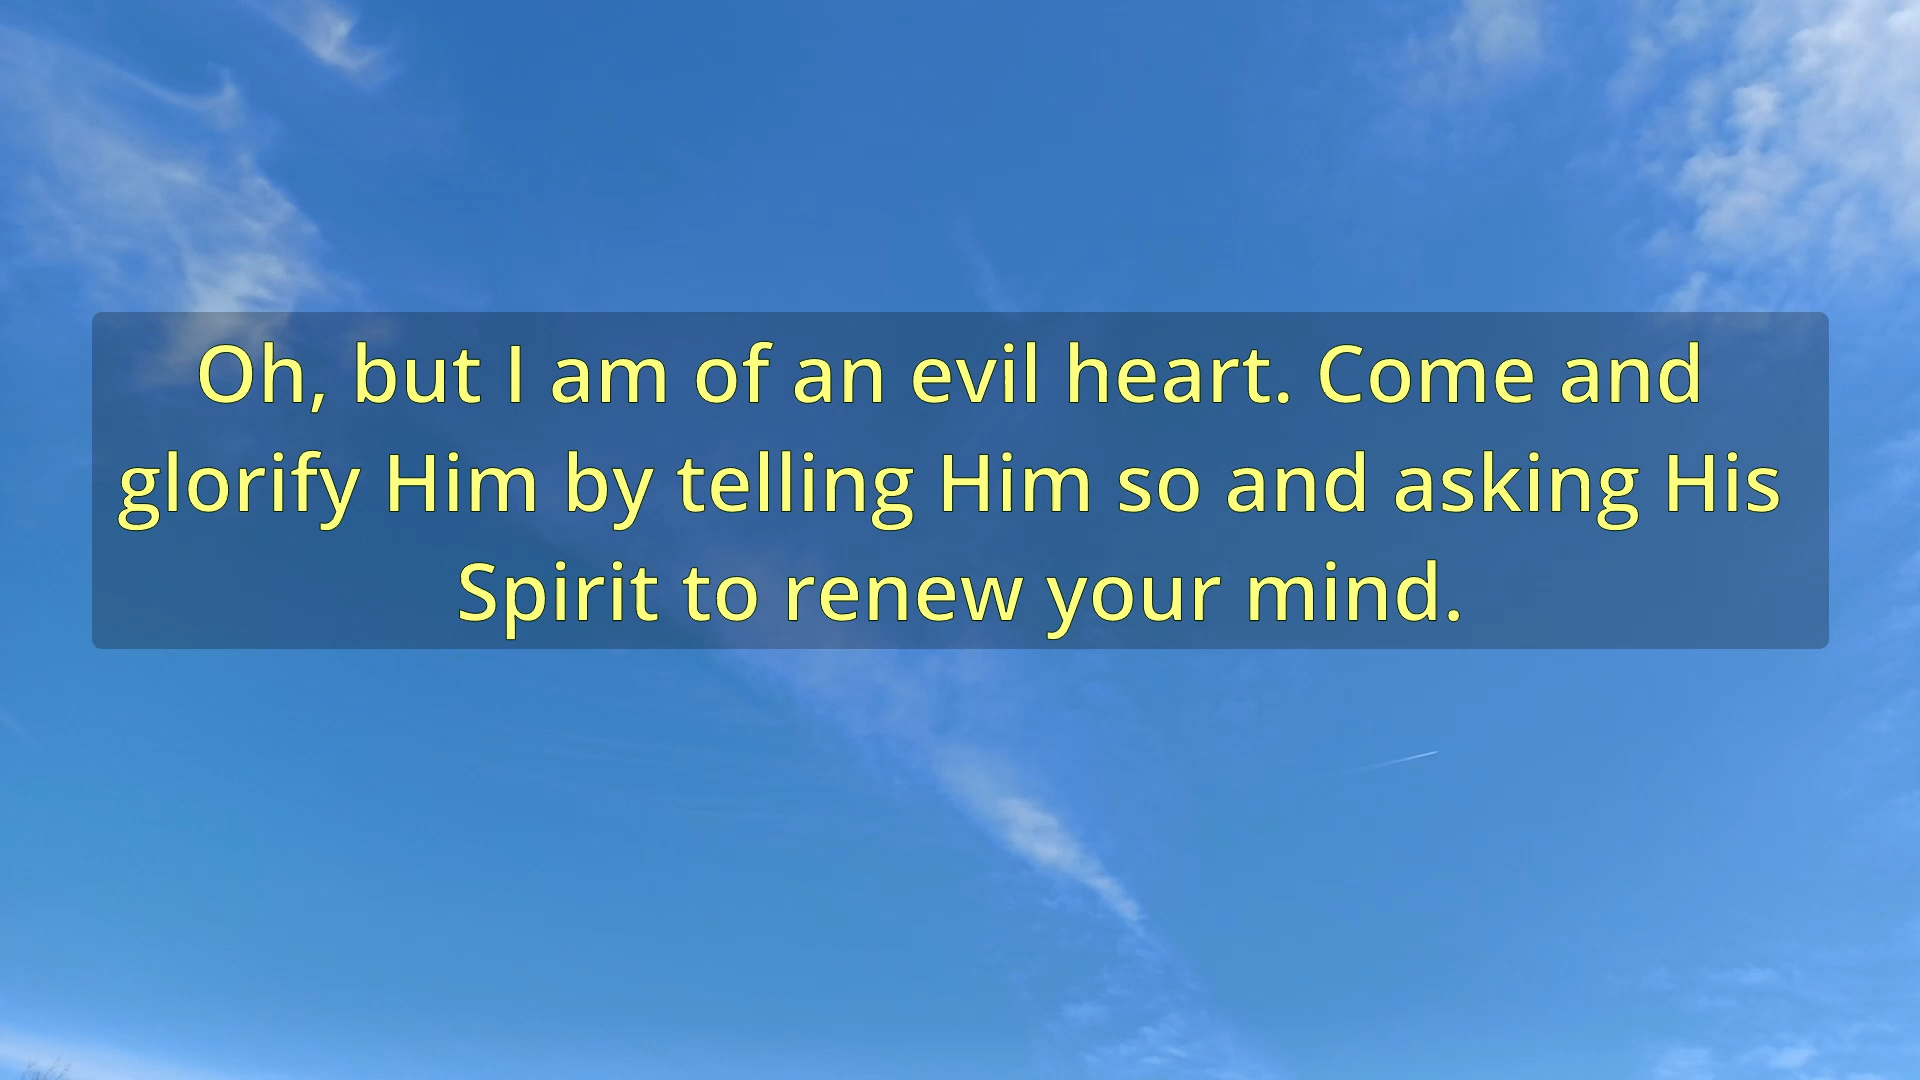 Oh, but I am of an evil heart. Come and
glorify Him by telling Him so and asking His
Spirit to renew your mind.